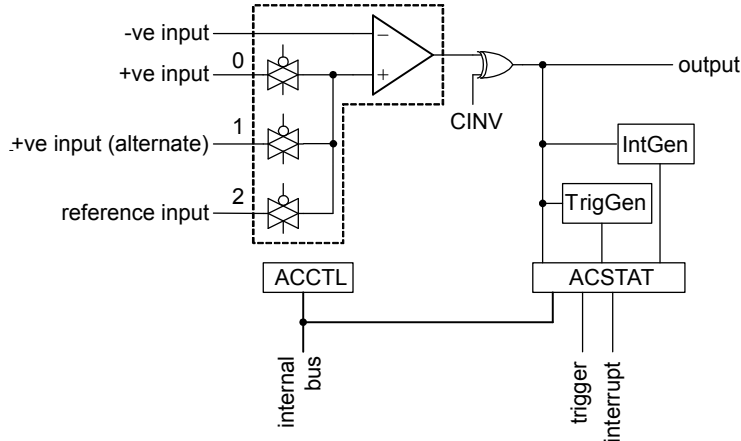 -ve input
−
0
+ve input
+
output
CINV
1
+ve input (alternate)
IntGen
2
reference input
TrigGen
ACCTL
ACSTAT
internal
bus
trigger
interrupt